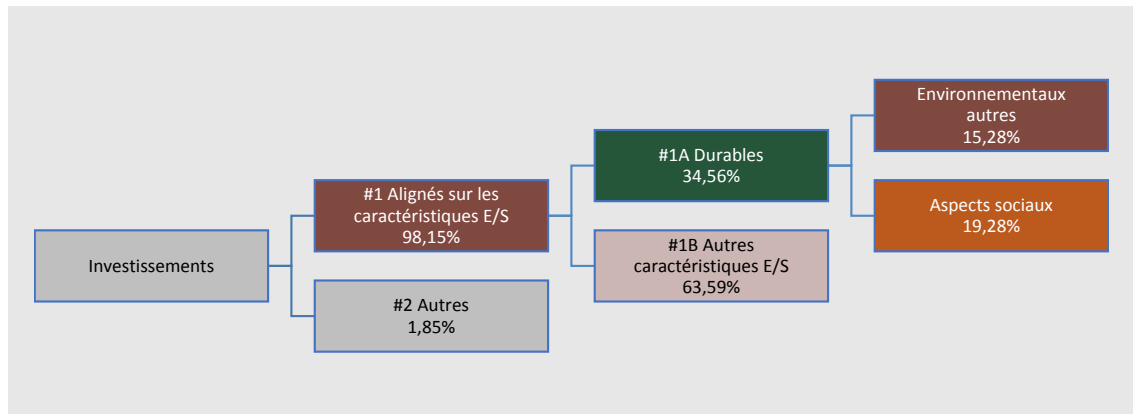 Investissements
#1 Alignés sur les
caractéristiques E/S
98,15%
#2 Autres
1,85%
#1A Durables
34,56%
#1B Autres
caractéristiques E/S
63,59%
Environnementaux
autres
15,28%
Aspects sociaux
19,28%